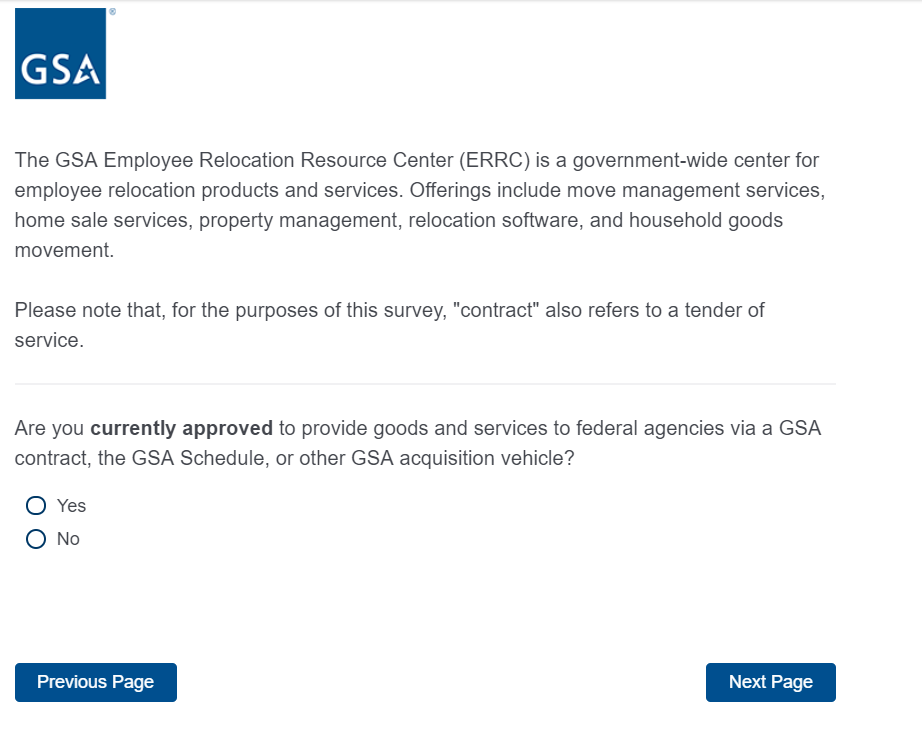 ®
GSA
The GSA Employee Relocation Resource Center (ERRC) is a government-wide center for
employee relocation products and services. Offerings include move management services,
home sale services, property management, relocation software, and household goods
movement.
Please note that, for the purposes of this survey, "contract" also refers to a tender of
service.
Are you currently approved to provide goods and services to federal agencies via a GSA
contract, the GSA Schedule, or other GSA acquisition vehicle?
Yes
No
Previous Page
Next Page